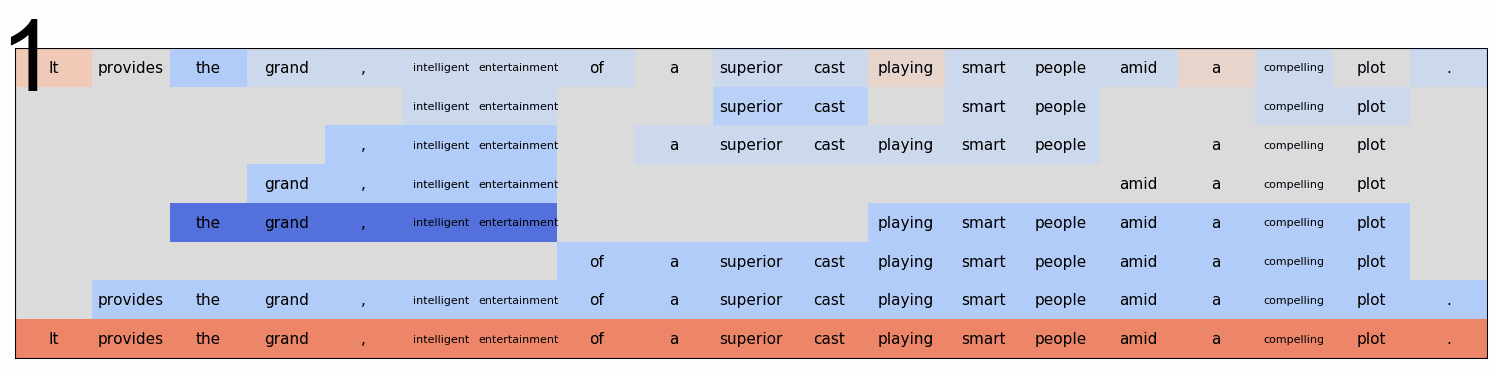 1
It provides the grand , intelligent entertainment of a superior cast playing smart people amid a compelling plot .
intelligent entertainment superior cast smart people compelling plot
, intelligent entertainment a superior cast playing smart people a compelling plot
grand , intelligent entertainment amid a compelling plot
the grand , intelligent entertainment playing smart people amid a compelling plot
of a superior cast playing smart people amid a compelling plot
provides the grand , intelligent entertainment of a superior cast playing smart people amid a compelling plot .
It provides the grand , intelligent entertainment of a superior cast playing smart people amid a compelling plot .